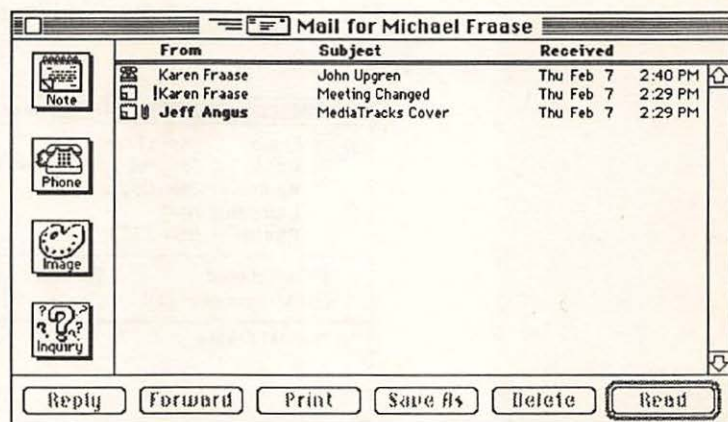 Mail for Michael Fraase
From Subject Received
Karen Fraase John Upgren Thu Feb 7 2:40 PM
!Karen Fraase Meeting Changed Thu Feb 7 2:29 PM
Jeff Angus MediaTracks Cover Thu Feb 7 2:29 PM
Note
Phone
Image
Inquiry
Reply Forward Print Save As Delete Read